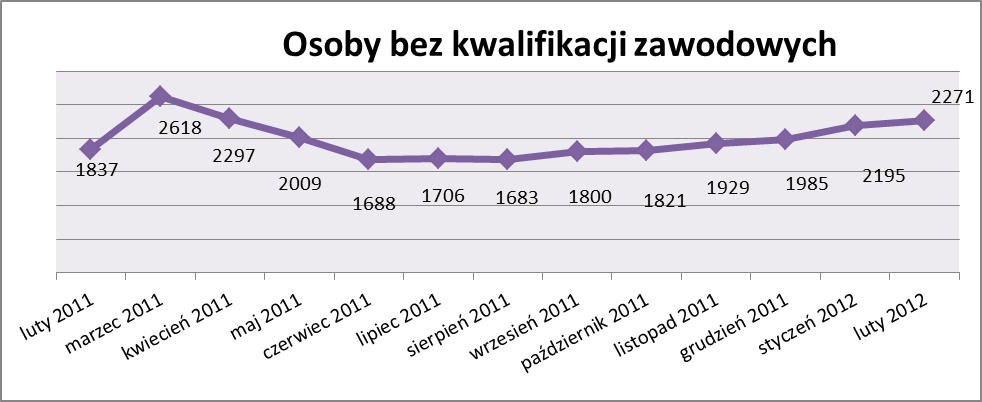 Osoby bez kwalifikacji zawodowych
1837
2618
2297
2009
1688
1706
1683
1800
1821
1929
1985
2195
2271
luty 2011
marzec 2011
kwiecień 2011
maj 2011
czerwiec 2011
lipiec 2011
sierpień 2011
wrzesień 2011
październik 2011
listopad 2011
grudzień 2011
styczeń 2012
luty 2012